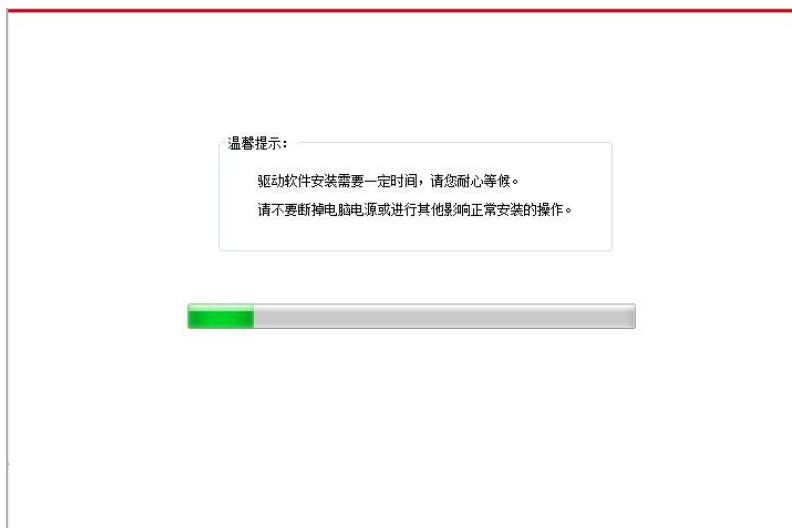 温馨提示：
驱动软件安装需要一定时间，请您耐心等候。
请不要断掉电脑电源或进行其他影响正常安装的操作。